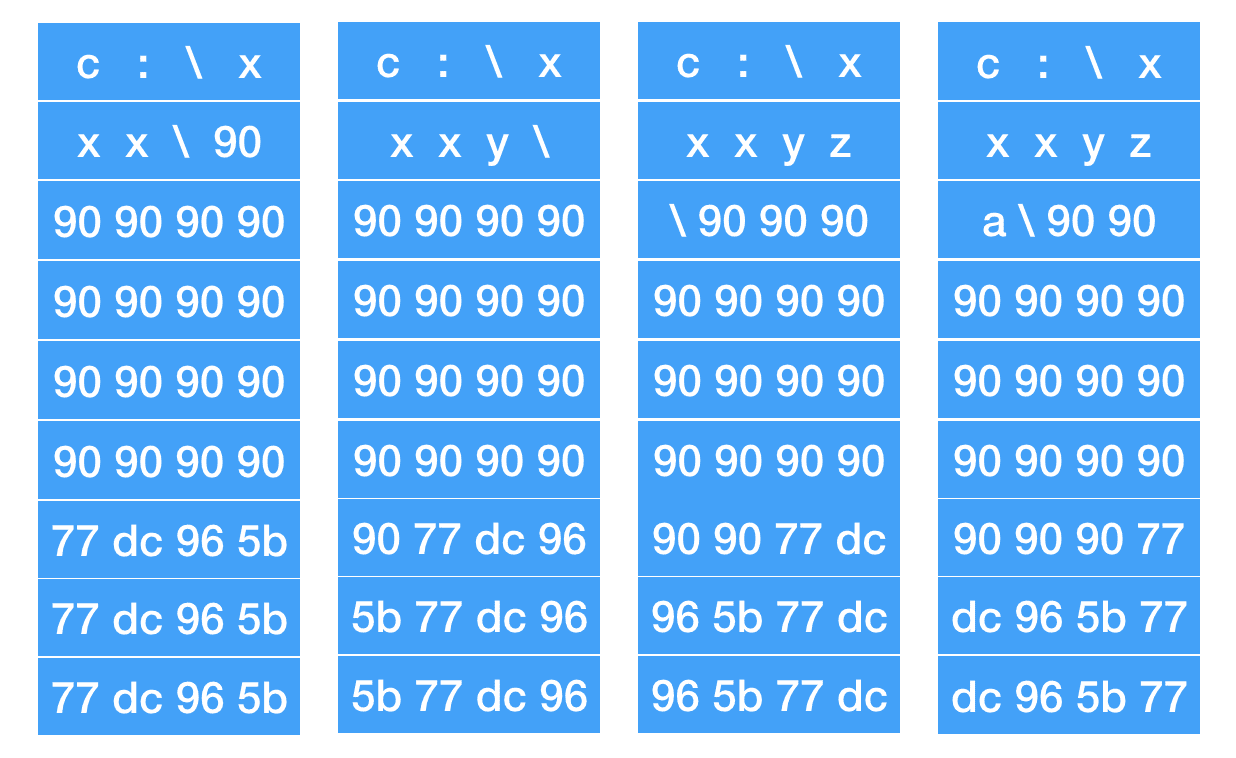 c : \ x
x x \ 90
90 90 90 90
90 90 90 90
90 90 90 90
90 90 90 90
77 dc 96 5b
77 dc 96 5b
77 dc 96 5b
c : \ x
x x y \
90 90 90 90
90 90 90 90
90 90 90 90
90 90 90 90
90 77 dc 96
5b 77 dc 96
5b 77 dc 96
c : \ x
x x y z
\ 90 90 90
90 90 90 90
90 90 90 90
90 90 90 90
90 90 77 dc
96 5b 77 dc
96 5b 77 dc
c : \ x
x x y z
a \ 90 90
90 90 90 90
90 90 90 90
90 90 90 90
90 90 90 77
dc 96 5b 77
dc 96 5b 77